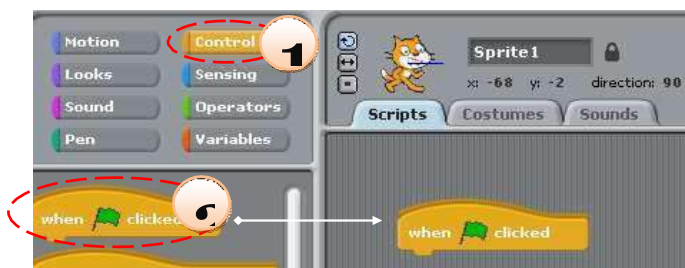 Motion Control
Looks Sensing
Sound Operators
Pen Variables
1
Sprite1
x: -68 y: -2 direction: 90
Scripts Costumes Sounds
when clicked
when clicked